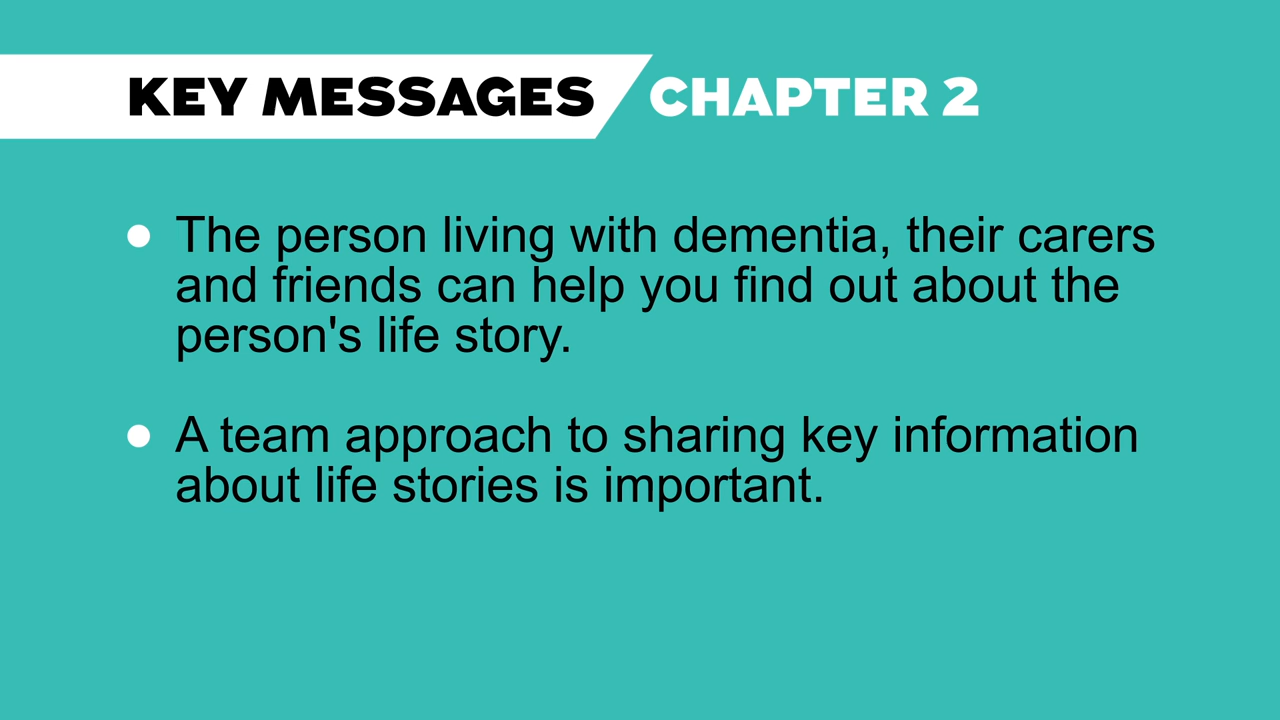 KEY MESSAGES CHAPTER 2
• The person living with dementia, their carers
and friends can help you find out about the
person's life story.
• A team approach to sharing key information
about life stories is important.